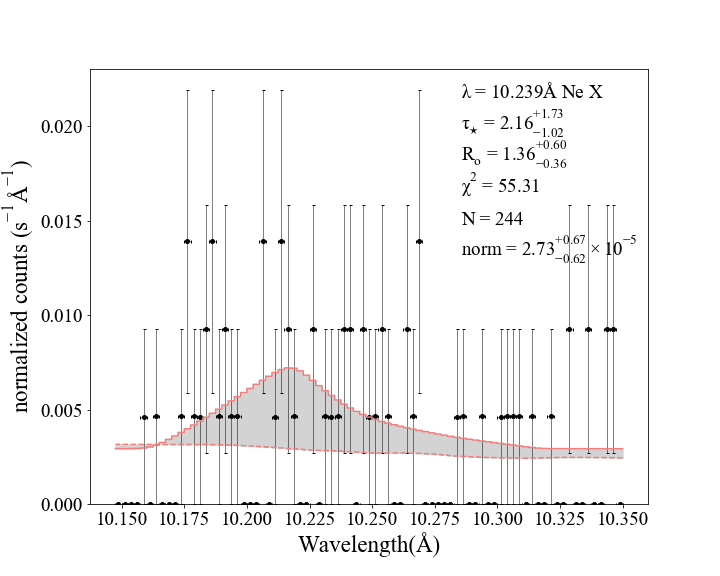 λ = 10.239Å Ne X
τ⋆ = 2.16 +1.73 −1.02
Ro = 1.36 +0.60 −0.36
χ2 = 55.31
N = 244
norm = 2.73 +0.67 −0.62 × 10−5
normalized counts (s−1 Å−1)
0.020
0.015
0.010
0.005
0.000
10.150 10.175 10.200 10.225 10.250 10.275 10.300 10.325 10.350
Wavelength(Å)